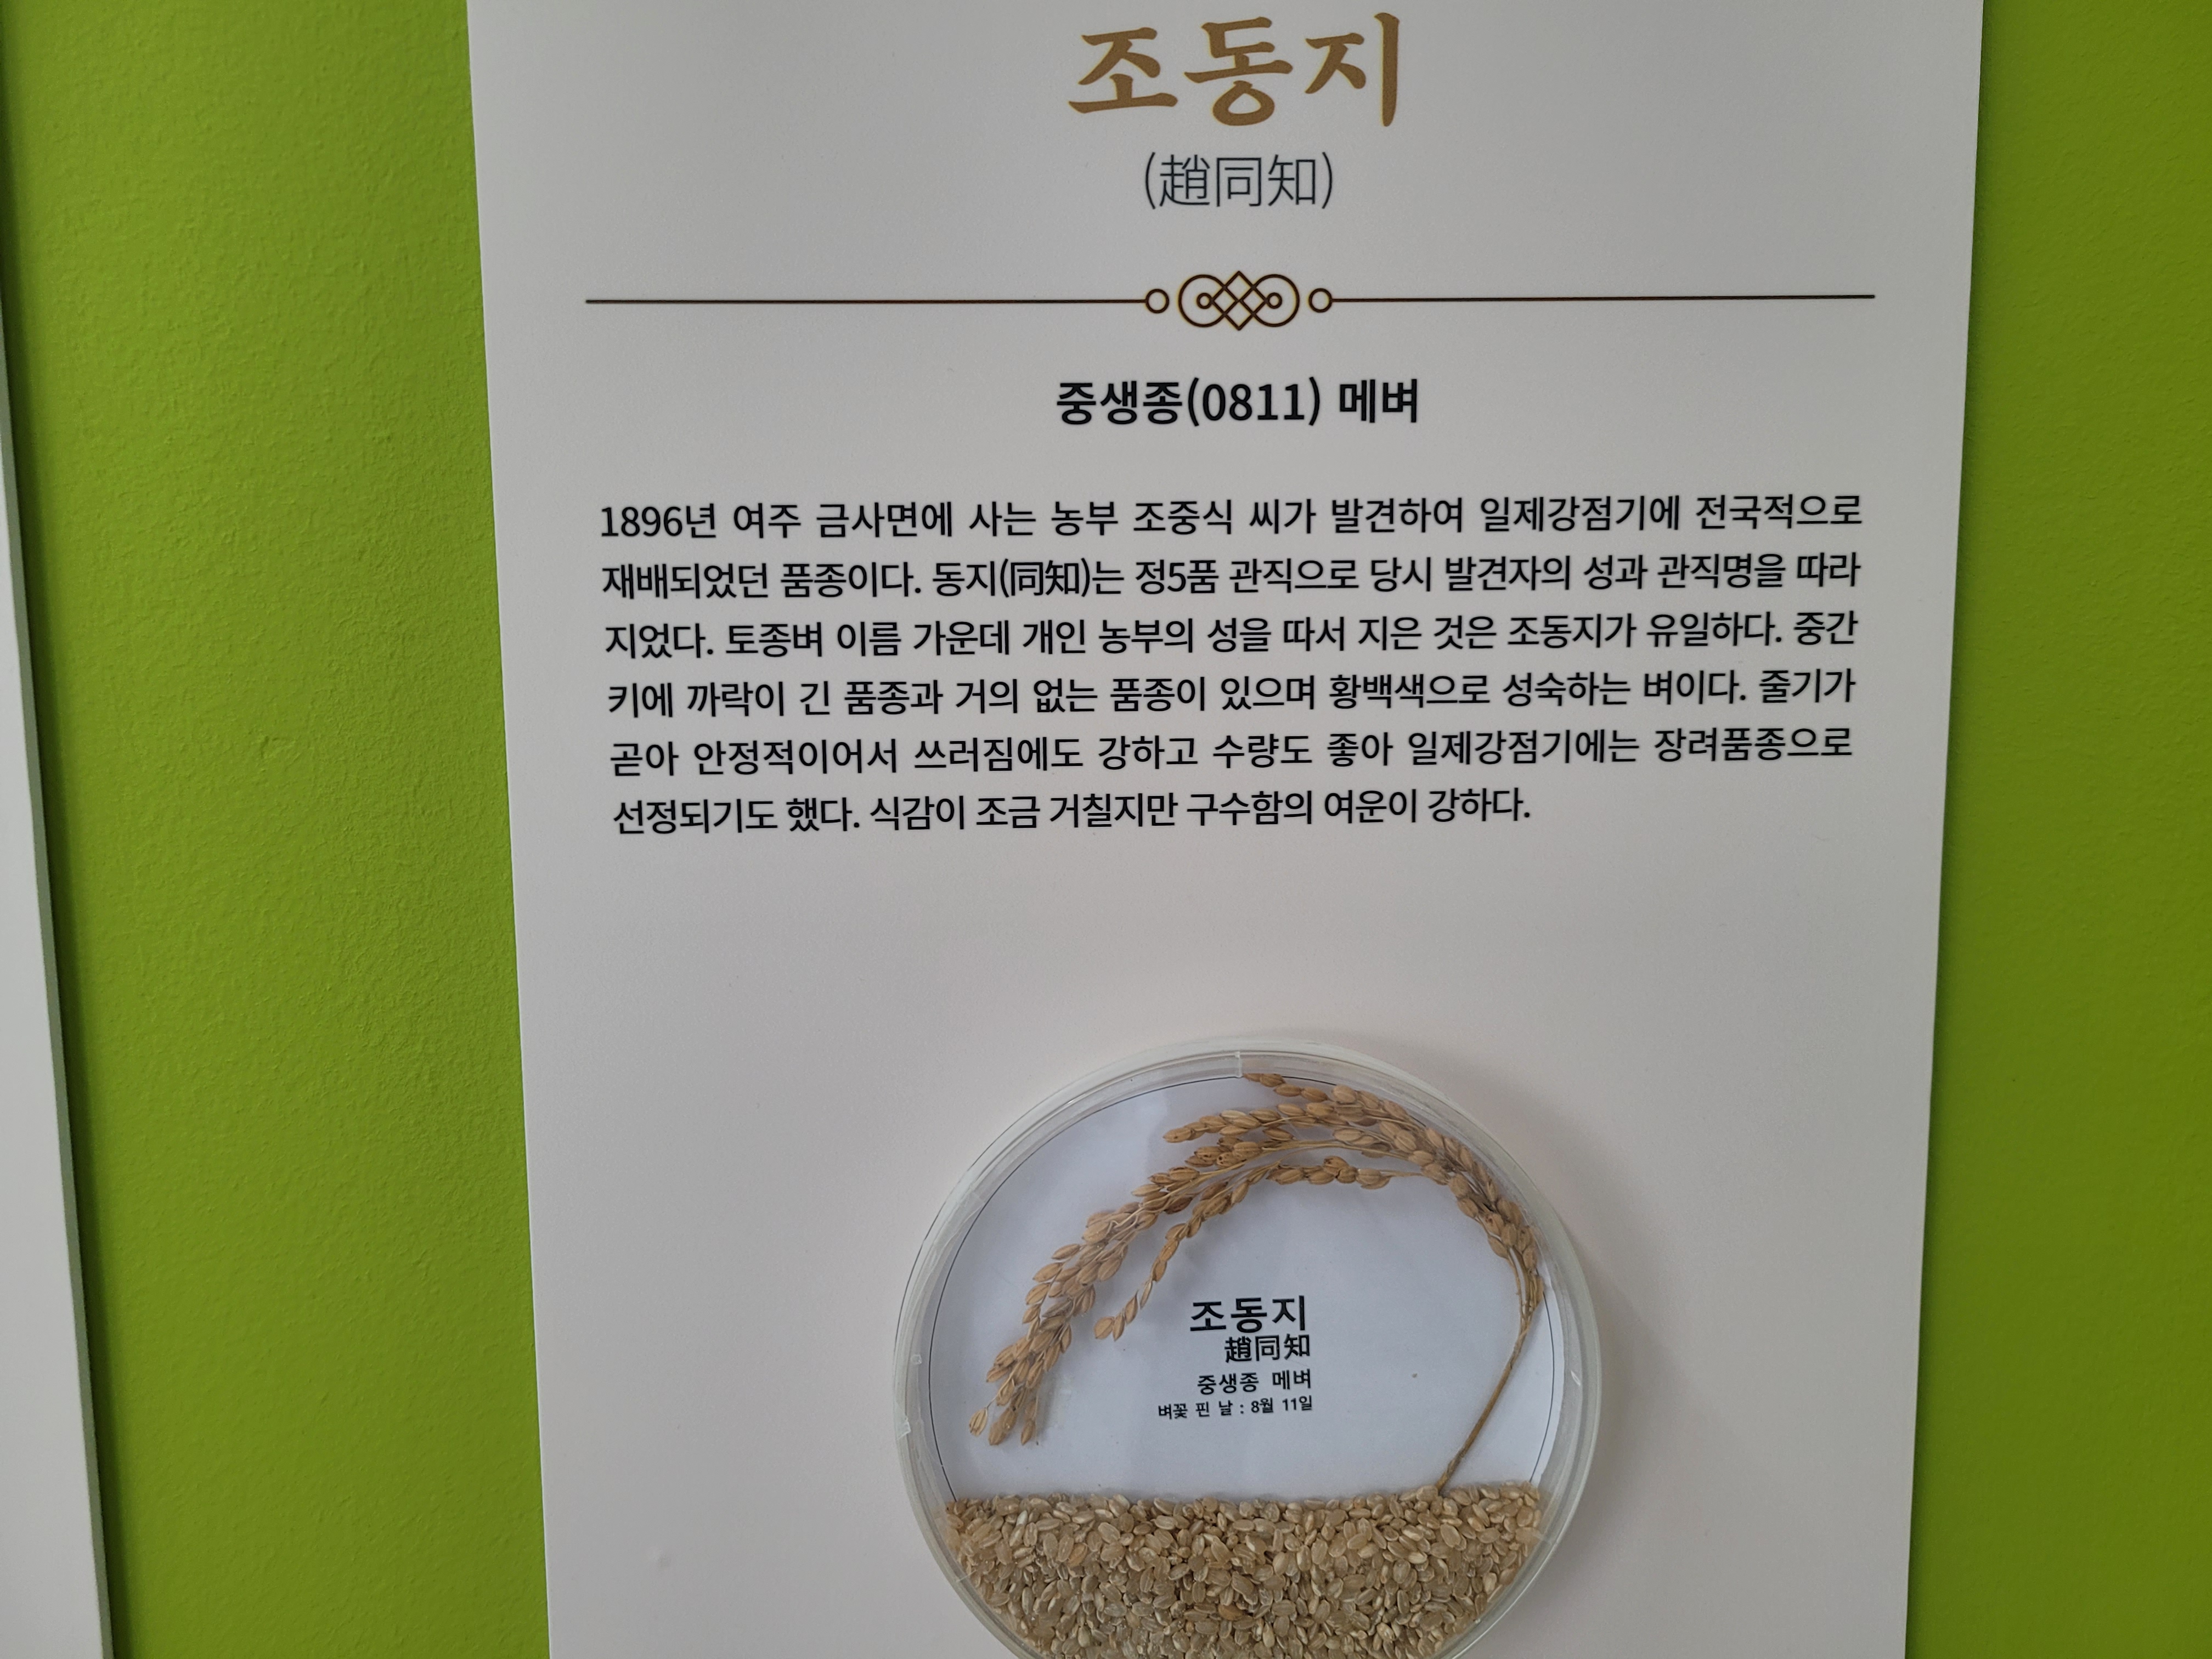 조동지
(趙同知)
중생종(0811) 메벼
1896년 여주 금사면에 사는 농부 조중식 씨가 발견하여 일제강점기에 전국적으로
재배되었던 품종이다. 동지(同知)는 정5품 관직으로 당시 발견자의 성과 관직명을 따라
지었다. 토종벼 이름 가운데 개인 농부의 성을 따서 지은 것은 조동지가 유일하다. 중간
키에 까락이 긴 품종과 거의 없는 품종이 있으며 황백색으로 성숙하는 벼이다. 줄기가
곧아 안정적이어서 쓰러짐에도 강하고 수량도 좋아 일제강점기에는 장려품종으로
선정되기도 했다. 식감이 조금 거칠지만 구수함의 여운이 강하다.
조동지
趙同知
중생종 메벼
벼꽃 핀 날 : 8월 11일